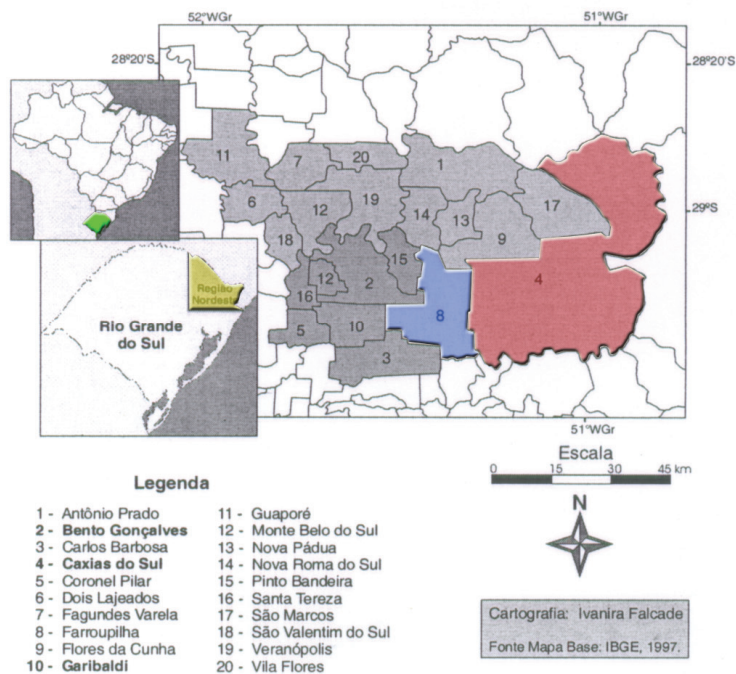 52°WGr 51°WGr
28°20'S 28°20'S
11 7 20 1
6 12 19 14 13 17
29°S
18 9
15
12 2 4
16
Região
Nordeste
8
Rio Grande
do Sul
5 10
3
51°WGr
Escala
0 15 30 45 km
N
Legenda
1 - Antônio Prado
2 - Bento Gonçalves
3 - Carlos Barbosa
4 - Caxias do Sul
5 - Coronel Pilar
6 - Dois Lajeados
7 - Fagundes Varela
8 - Farroupilha
9 - Flores da Cunha
10 - Garibaldi
11 - Guaporé
12 - Monte Belo do Sul
13 - Nova Pádua
14 - Nova Roma do Sul
15 - Pinto Bandeira
16 - Santa Tereza
17 - São Marcos
18 - São Valentim do Sul
19 - Veranópolis
20 - Vila Flores
Cartografia: Ivanira Falcade
Fonte Mapa Base: IBGE, 1997.